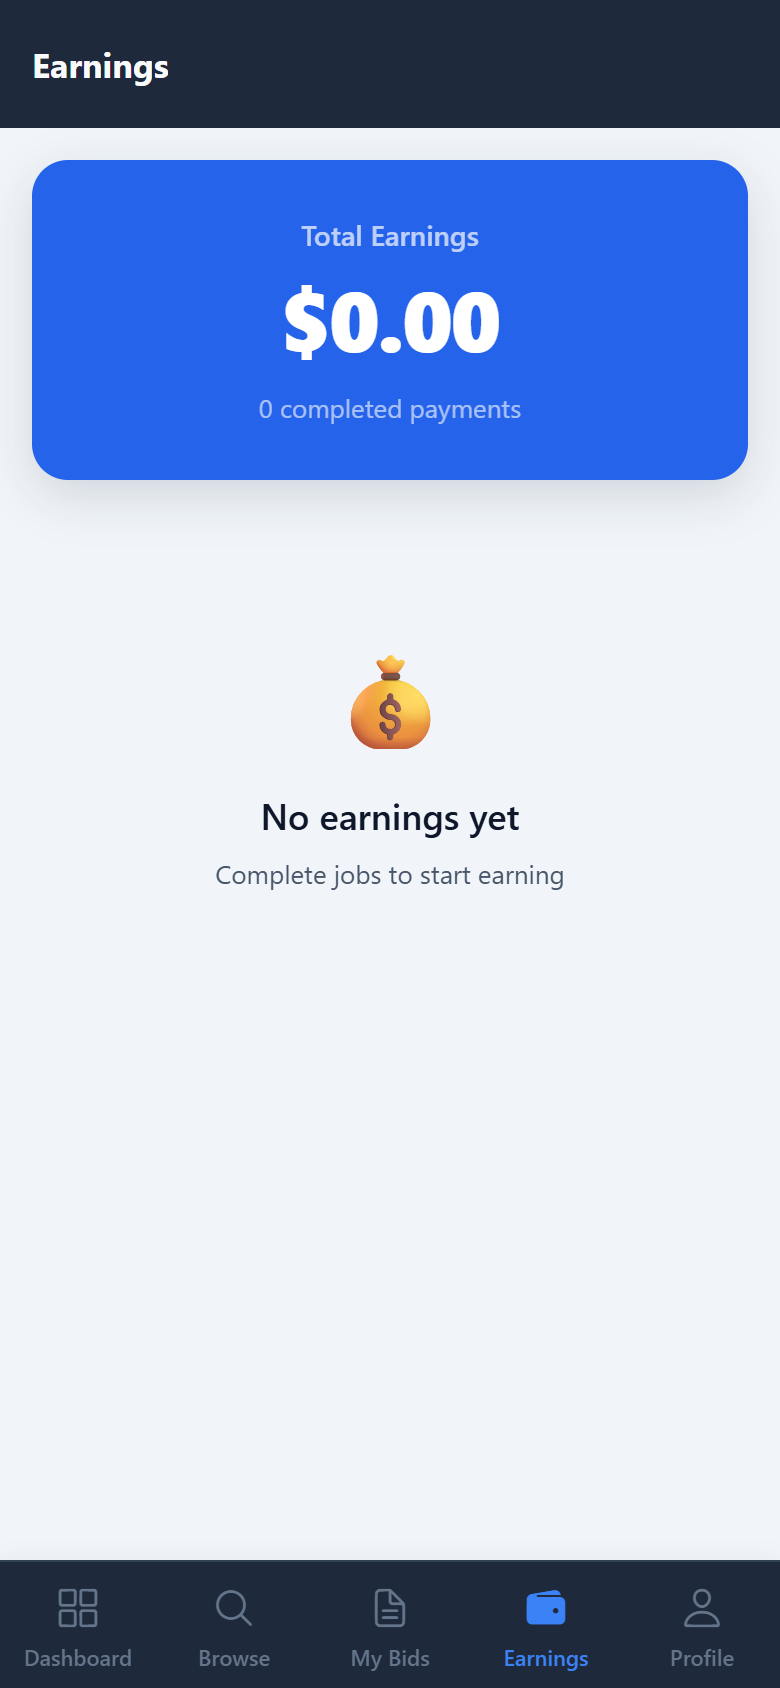 Earnings
Total Earnings
$0.00
0 completed payments
$
No earnings yet
Complete jobs to start earning
Dashboard
Browse
My Bids
Earnings
Profile